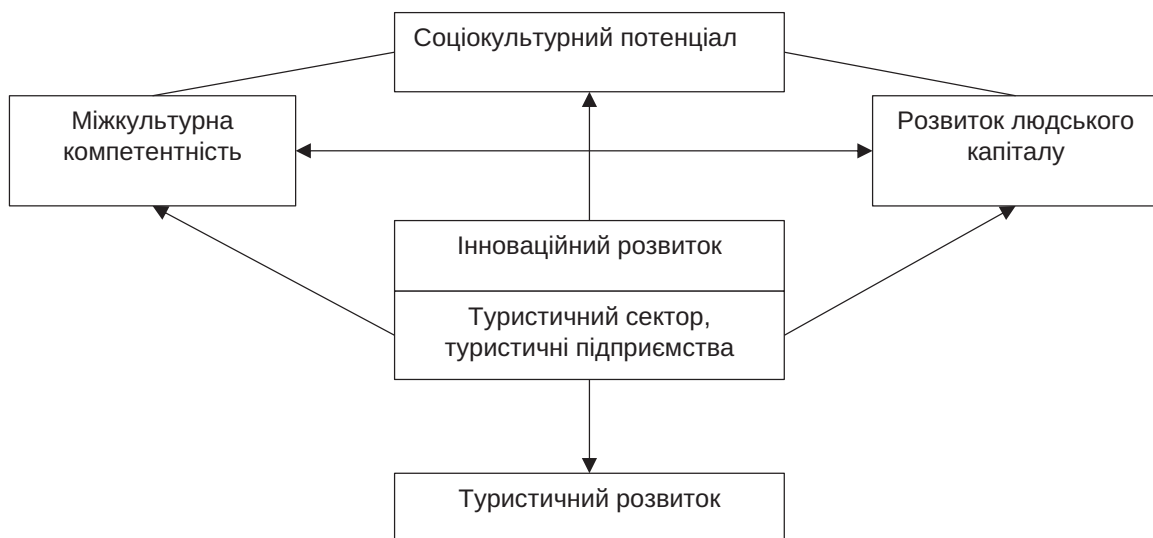 Соціокультурний потенціал
Міжкультурна
компетентність
Розвиток людського
капіталу
Інноваційний розвиток
Туристичний сектор,
туристичні підприємства
Туристичний розвиток